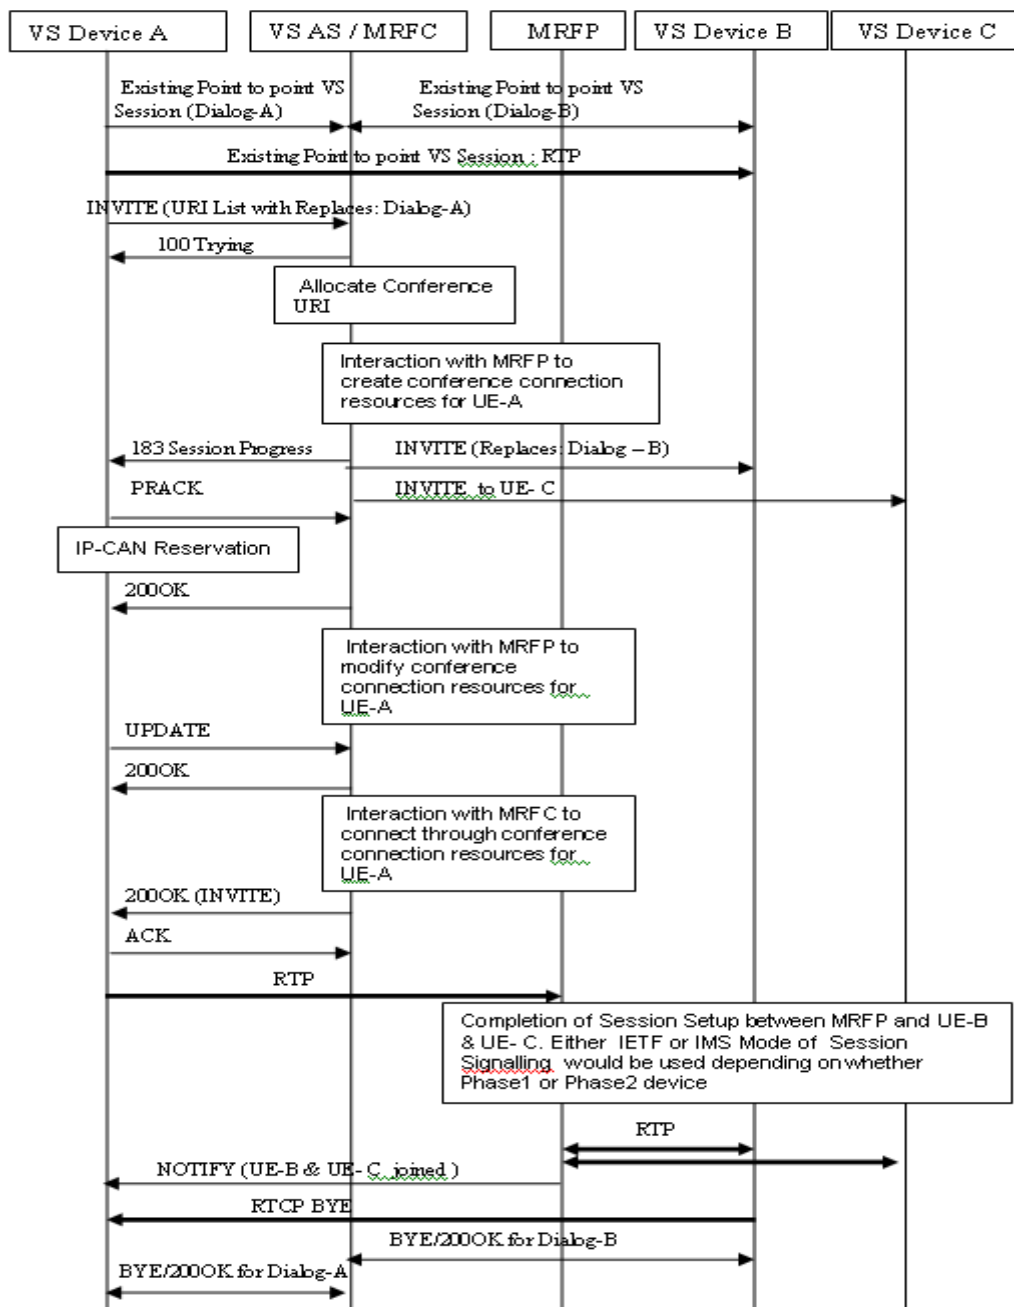 VS Device A
VS AS / MRFC
MRFP
VS Device B
VS Device C
Existing Point to point VS
Session (Dialog-A)
Existing Point to point VS
Session (Dialog-B)
Existing Point to point VS Session : RTP
INVITE (URI List with Replaces: Dialog-A)
100 Trying
Allocate Conference
URI
Interaction with MRFP to
create conference connection
resources for UE-A
183 Session Progress
INVITE (Replaces: Dialog – B)
PRACK
INVITE to UE- C
IP-CAN Reservation
200OK
Interaction with MRFP to
modify conference
connection resources for
UE-A
UPDATE
200OK
Interaction with MRFC to
connect through conference
connection resources for
UE-A
200OK (INVITE)
ACK
RTP
Completion of Session Setup between MRFP and UE-B
& UE- C. Either IETF or IMS Mode of Session
Signalling would be used depending on whether
Phase1 or Phase2 device
RTP
NOTIFY (UE-B & UE- C joined )
RTCP BYE
BYE/200OK for Dialog-B
BYE/200OK for Dialog-A